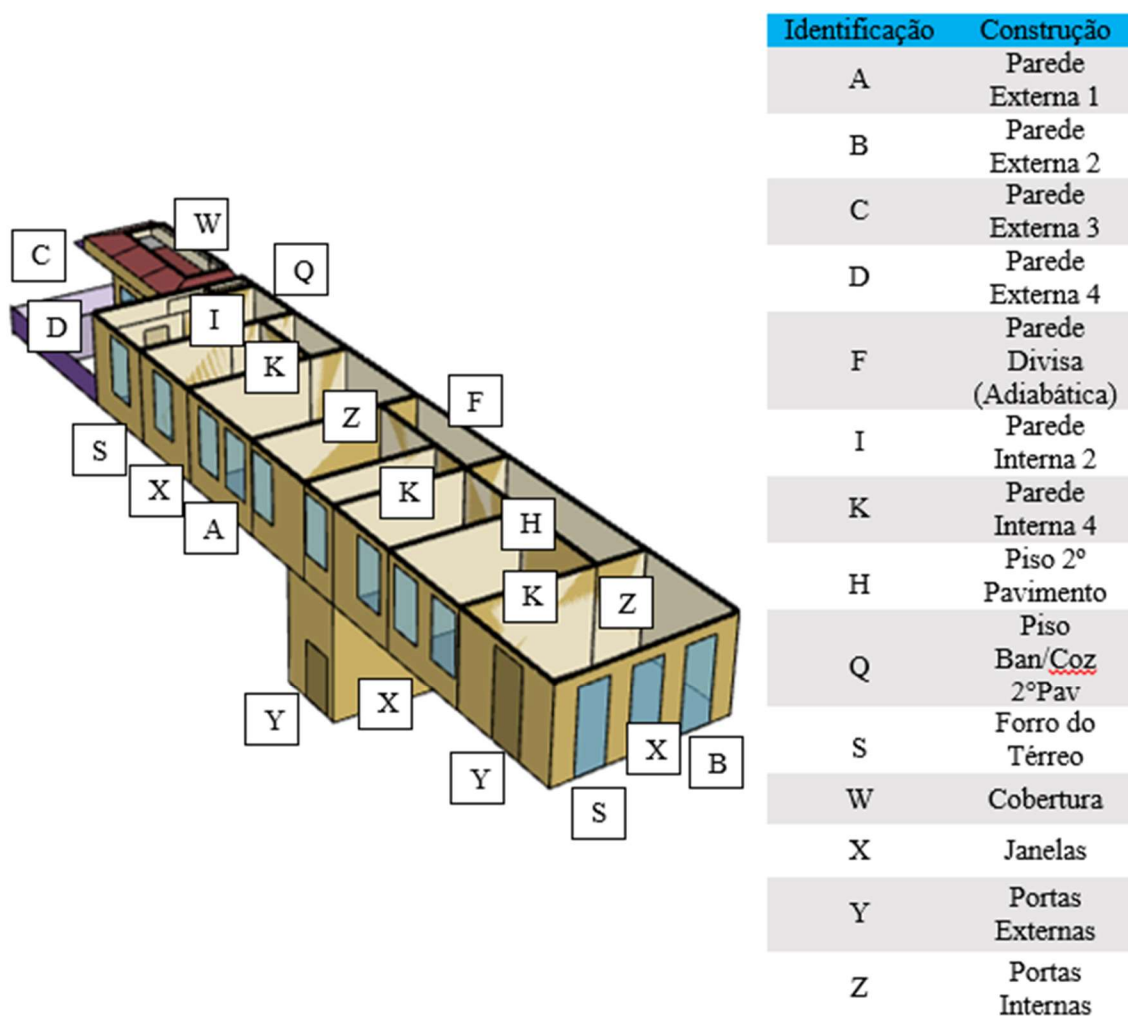 Identificação Construção
A Parede
Externa 1
B Parede
Externa 2
C Parede
Externa 3
D Parede
Externa 4
F Parede
Divisa
(Adiabática)
I Parede
Interna 2
K Parede
Interna 4
H Piso 2º
Pavimento
Q Piso
Ban/Coz
2°Pav
S Forro do
Térreo
W Cobertura
X Janelas
Y Portas
Externas
Z Portas
Internas
W
C
Q
D
I
K
F
Z
S
X
K
A
H
K
Z
Y
X
X
B
Y
S